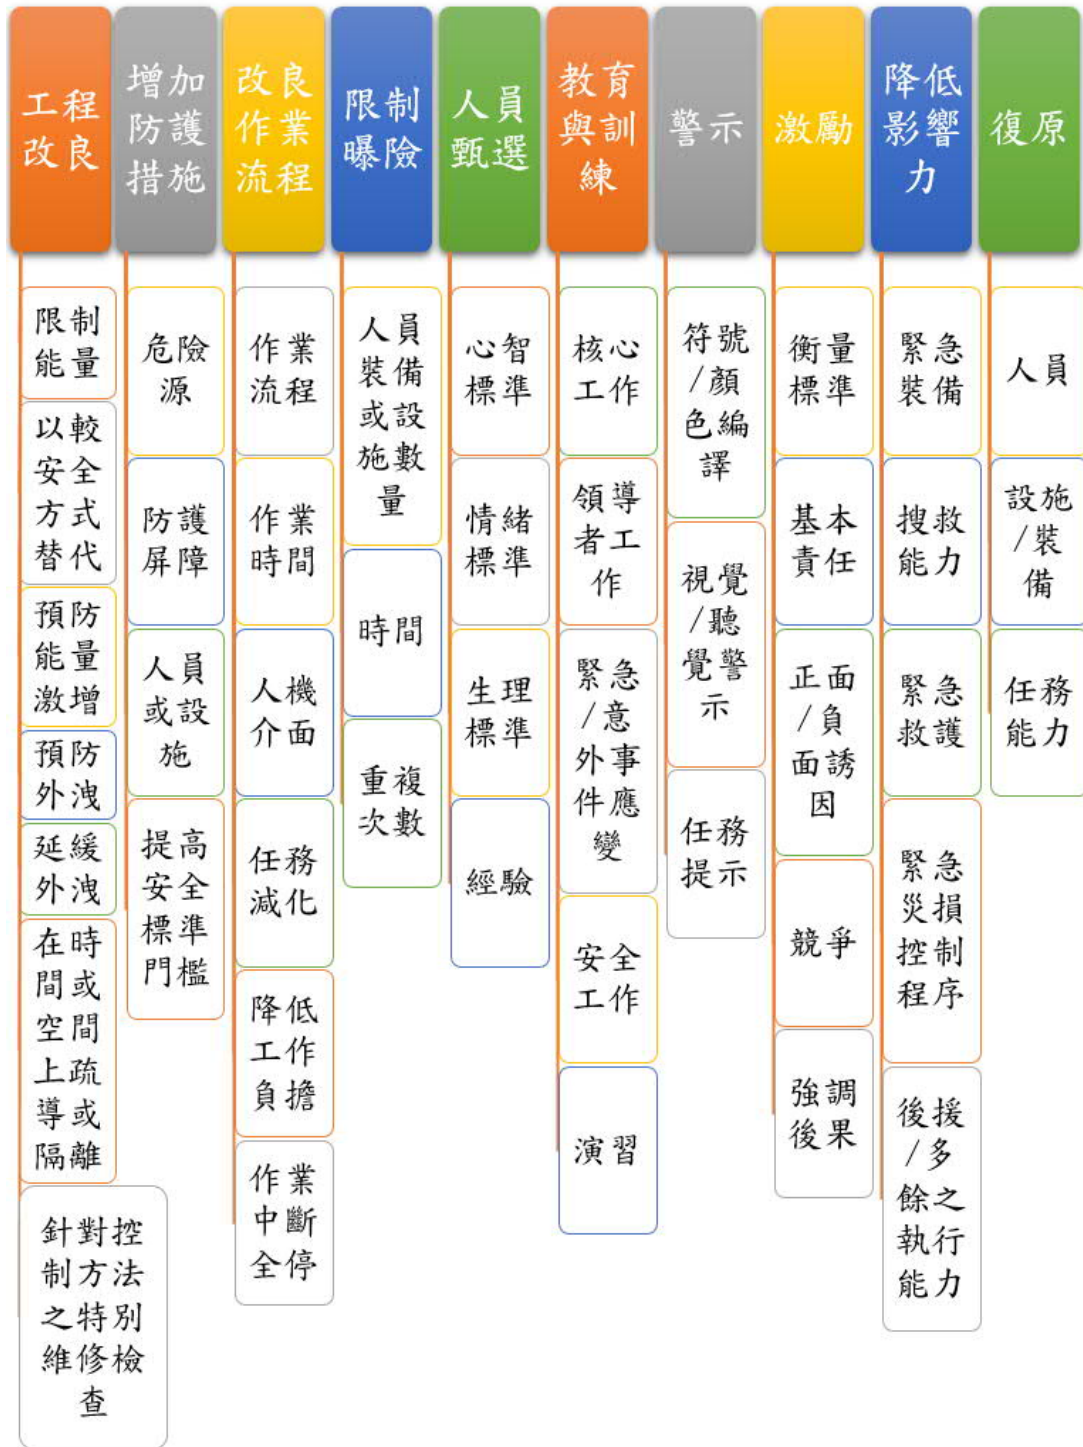 工程
改良
限制
能量
以較
安全
方式
替代
預防
能量
激增
預防
外洩
延緩
外洩
在時
間或
空間
上疏
導或
隔離
針對控
制方法
之特別
維修檢
查
增加
防護
措施
危險
源
防護
屏障
人員
或設
施
提高
安全
標準
門檻
改良
作業
流程
作業
流程
作業
時間
人機
介面
任務
減化
降低
工作
負擔
作業
中斷
全停
限制
曝險
人員
裝備
或設
施數
量
時間
重複
次數
人員
甄選
心智
標準
情緒
標準
生理
標準
經驗
教育
與訓
練
核心
工作
領導
者工
作
緊急
/意
外事
件應
變
安全
工作
演習
警示
符號
/顏
色編
譯
視覺
/聽
覺警
示
任務
提示
激勵
衡量
標準
基本
責任
正面
/負
面誘
因
競爭
強調
後果
降低
影響
力
緊急
裝備
搜救
能力
緊急
救護
緊急
災損
控制
程序
後援
/多
餘之
執行
能力
復原
人員
設施
/裝
備
任務
能力